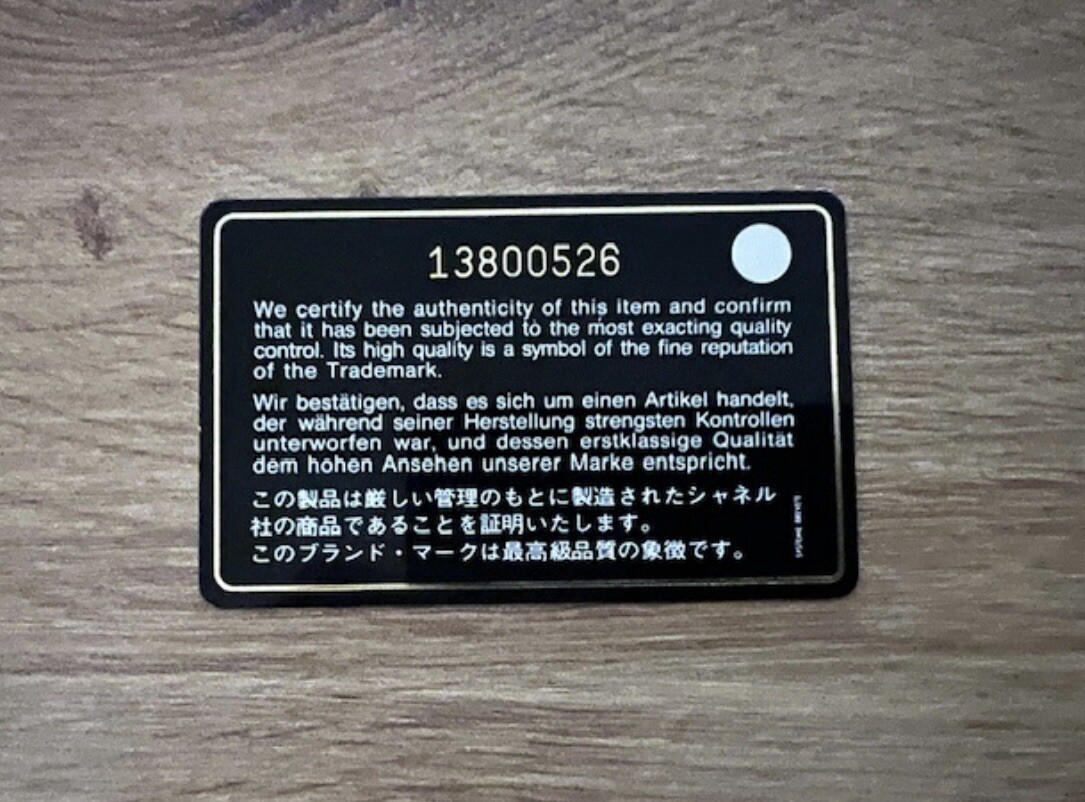 13800526
We certify the authenticity of this item and confirm
that it has been subjected to the most exacting quality
control. Its high quality is a symbol of the fine reputation
of the Trademark.
Wir bestätigen, dass es sich um einen Artikel handelt,
der während seiner Herstellung strengsten Kontrollen
unterworfen war, und dessen erstklassige Qualität
dem hohen Ansehen unserer Marke entspricht.
この製品は厳しい管理のもとに製造されたシャネル
社の商品であることを証明いたします。
このブランド・マークは最高級品質の象徴です。